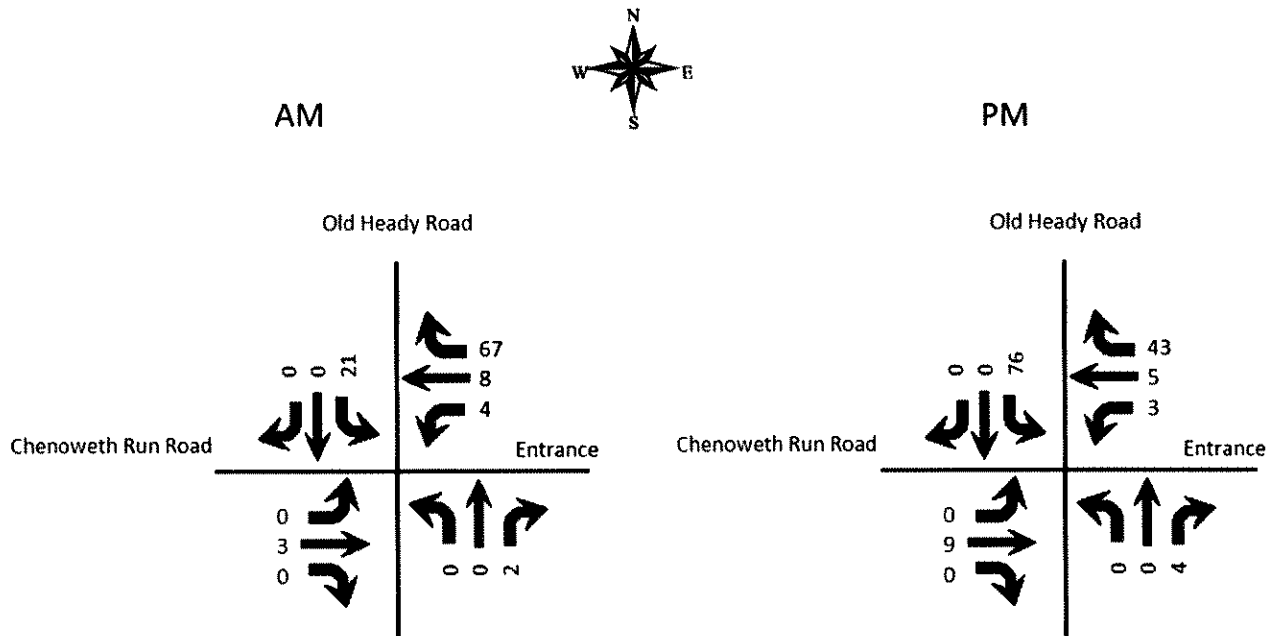 N
W E
S
AM
PM
Old Heady Road
0 0 21
67
8
4
Chenoweth Run Road
Entrance
0
3
0
0 0 2
Old Heady Road
0 0 76
43
5
3
Chenoweth Run Road
Entrance
0
9
0
0 0 4